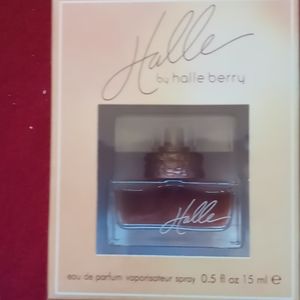 Halle
by halle berry
Halle
eau de parfum vaporisateur spray 0.5 fl oz 15 ml e